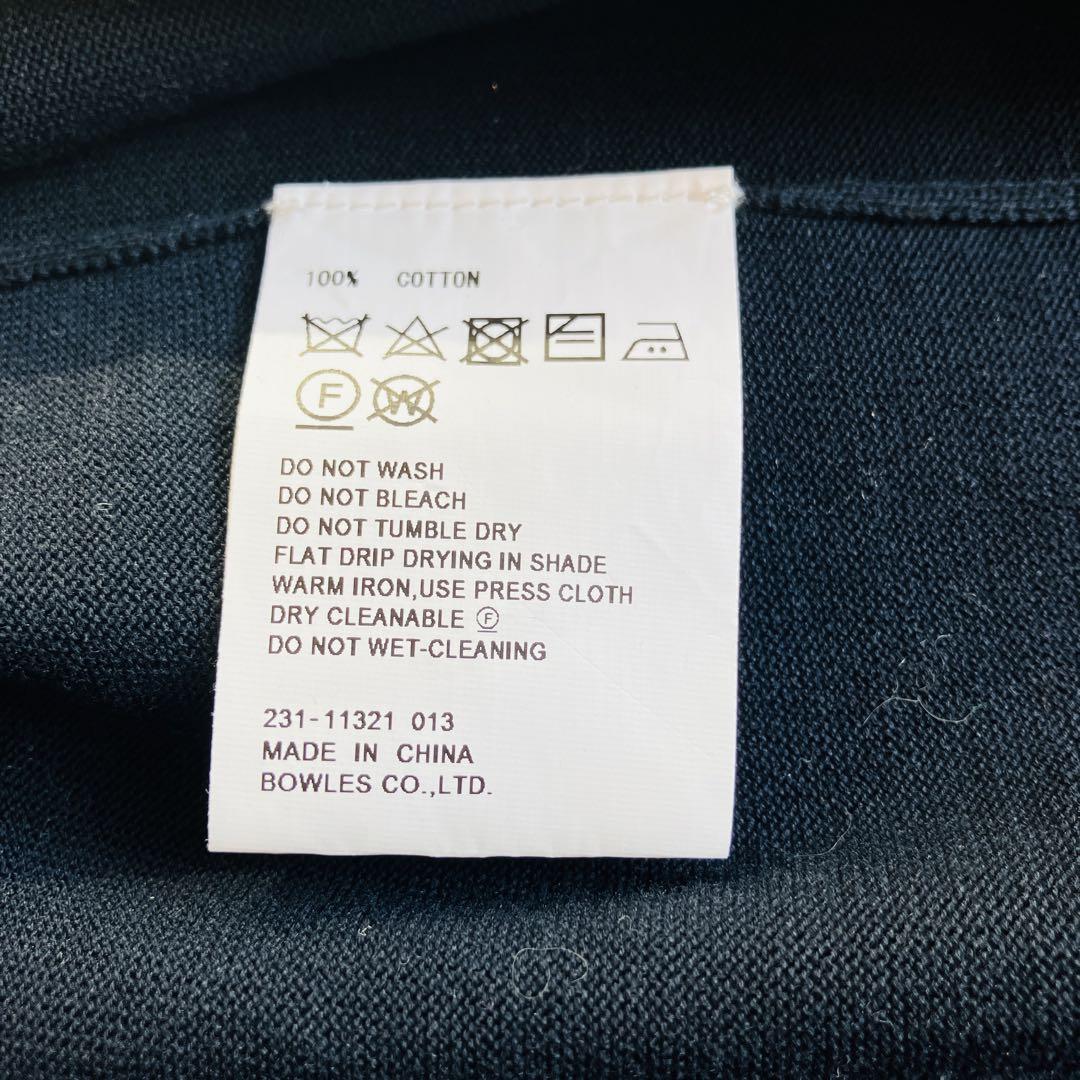 100% COTTON
F W
DO NOT WASH
DO NOT BLEACH
DO NOT TUMBLE DRY
FLAT DRIP DRYING IN SHADE
WARM IRON,USE PRESS CLOTH
DRY CLEANABLE Ⓕ
DO NOT WET-CLEANING
231-11321 013
MADE IN CHINA
BOWLES CO.,LTD.